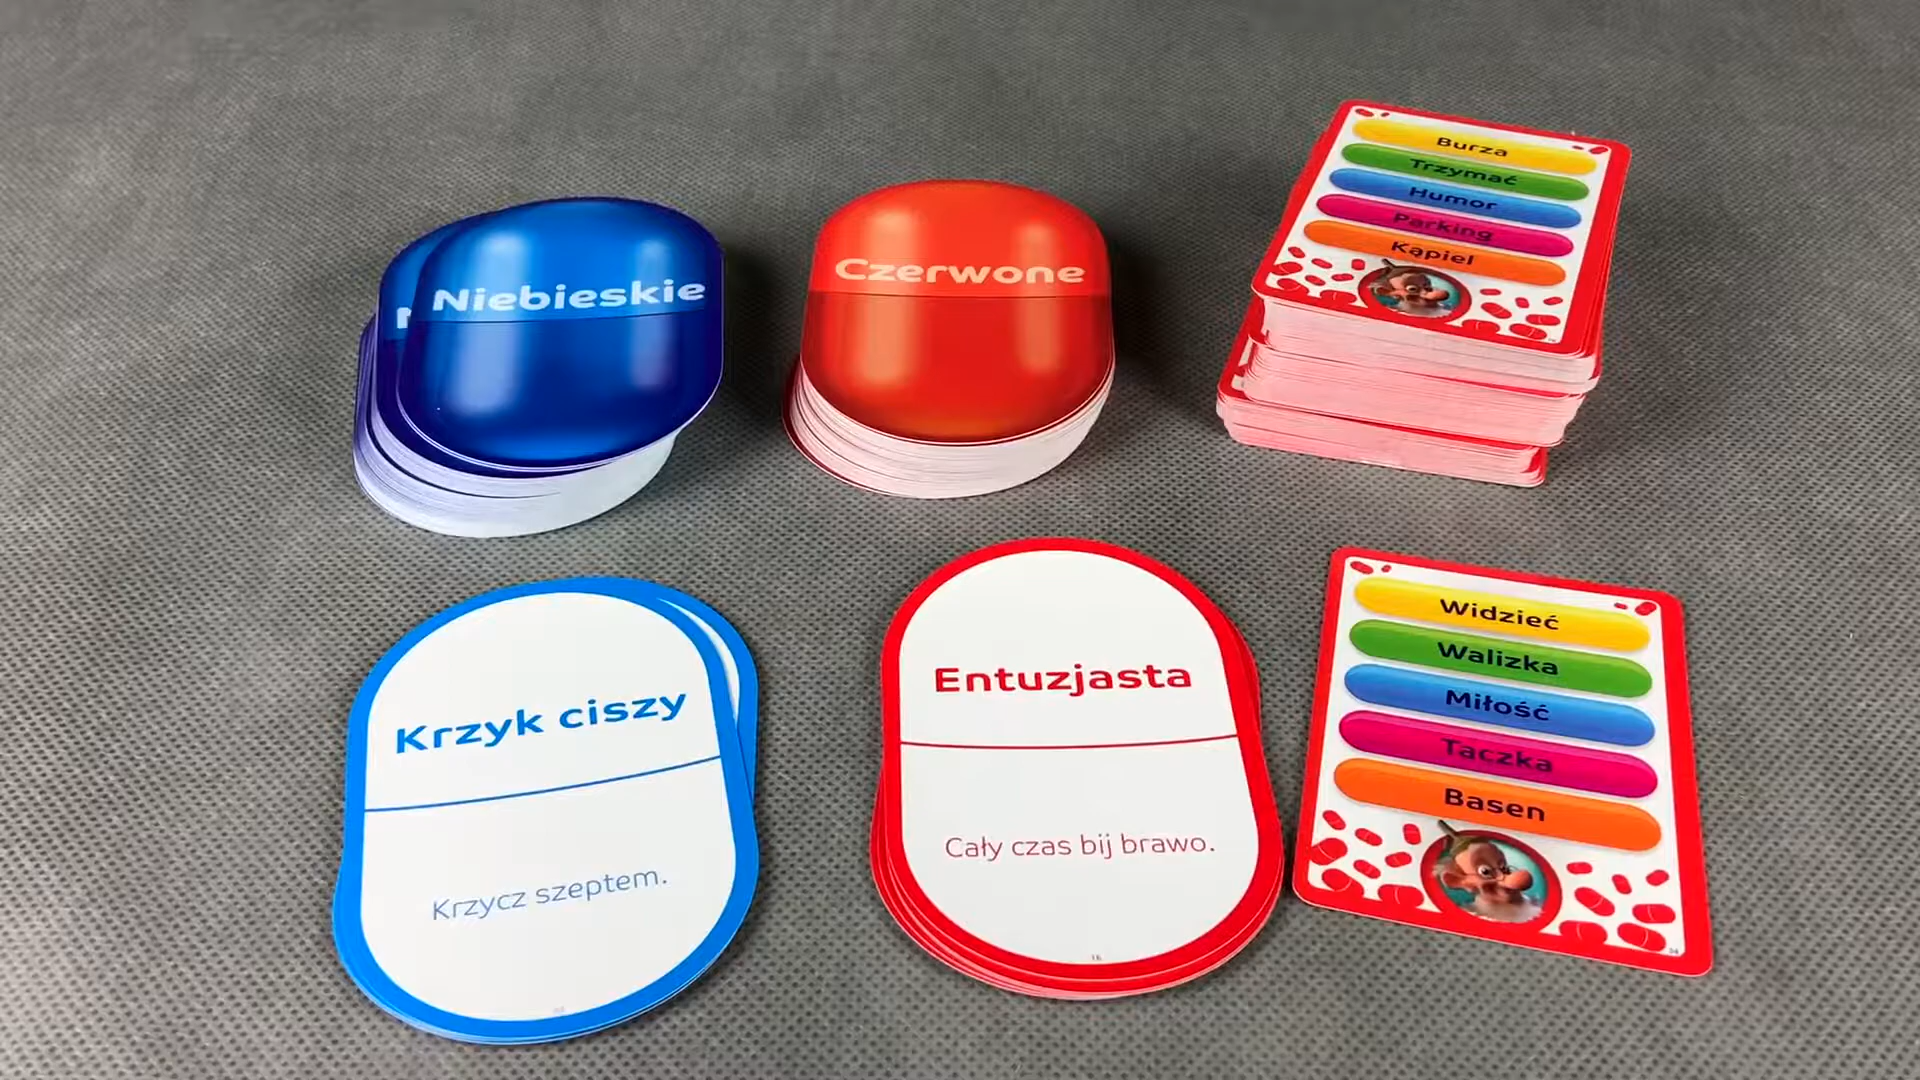 Niebieskie
Czerwone
Burza
Trzymać
Humor
Parking
Kąpiel
Krzyk ciszy
Krzycz szeptem.
Entuzjasta
Cały czas bij brawo.
16
Widzieć
Walizka
Miłość
Taczka
Basen